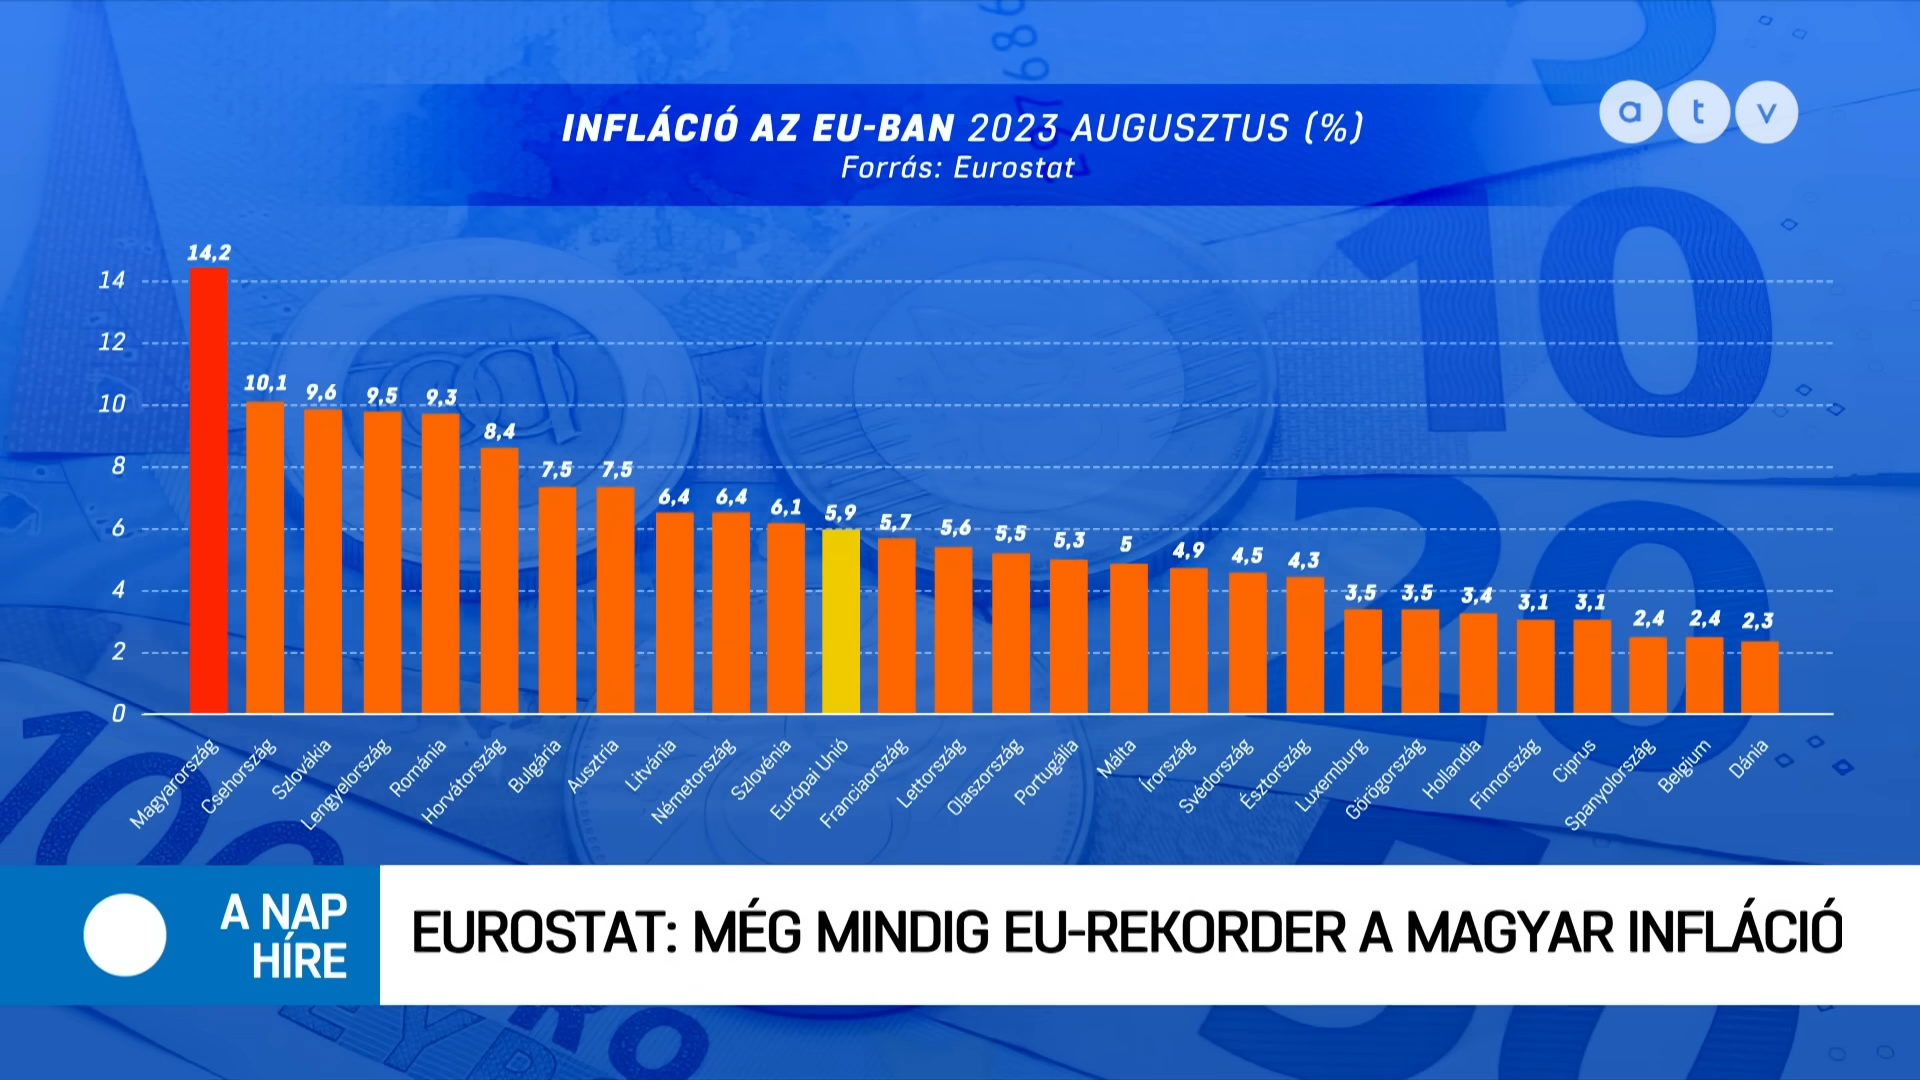 INFLÁCIÓ AZ EU-BAN 2023 AUGUSZTUS (%)
Forrás: Eurostat
a t v
14
12
10
8
6
4
2
0
14,2
10,1
9,6
9,5
9,3
8,4
7,5
7,5
6,4
6,4
6,1
5,9
5,7
5,6
5,5
5,3
5
4,9
4,5
4,3
3,5
3,5
3,4
3,1
3,1
2,4
2,4
2,3
Magyarország
Csehország
Szlovákia
Lengyelország
Románia
Horvátország
Bulgária
Ausztria
Litvánia
Németország
Szlovénia
Európai Unió
Franciaország
Lettország
Olaszország
Portugália
Málta
Írország
Svédország
Észtország
Luxemburg
Görögország
Hollandia
Finnország
Ciprus
Spanyolország
Belgium
Dánia
10
20
100
50
EURO
A NAP
HÍRE
EUROSTAT: MÉG MINDIG EU-REKORDER A MAGYAR INFLÁCIÓ